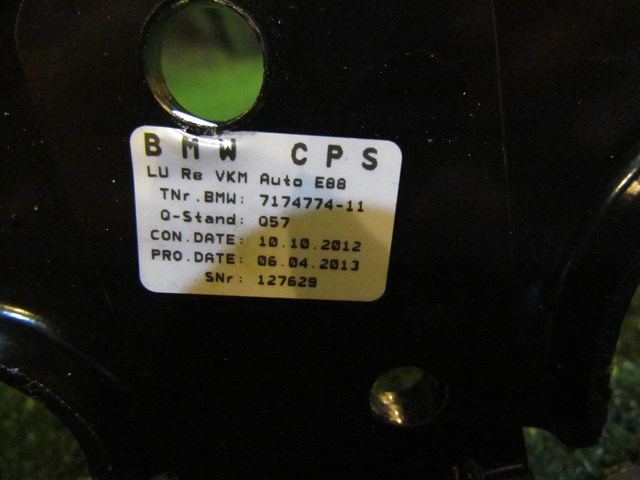 BMW CPS
LU Re VKM Auto E88
TNr.BMW: 7174774-11
Q-Stand: Q57
CON.DATE: 10.10.2012
PRO.DATE: 06.04.2013
SNr: 127629